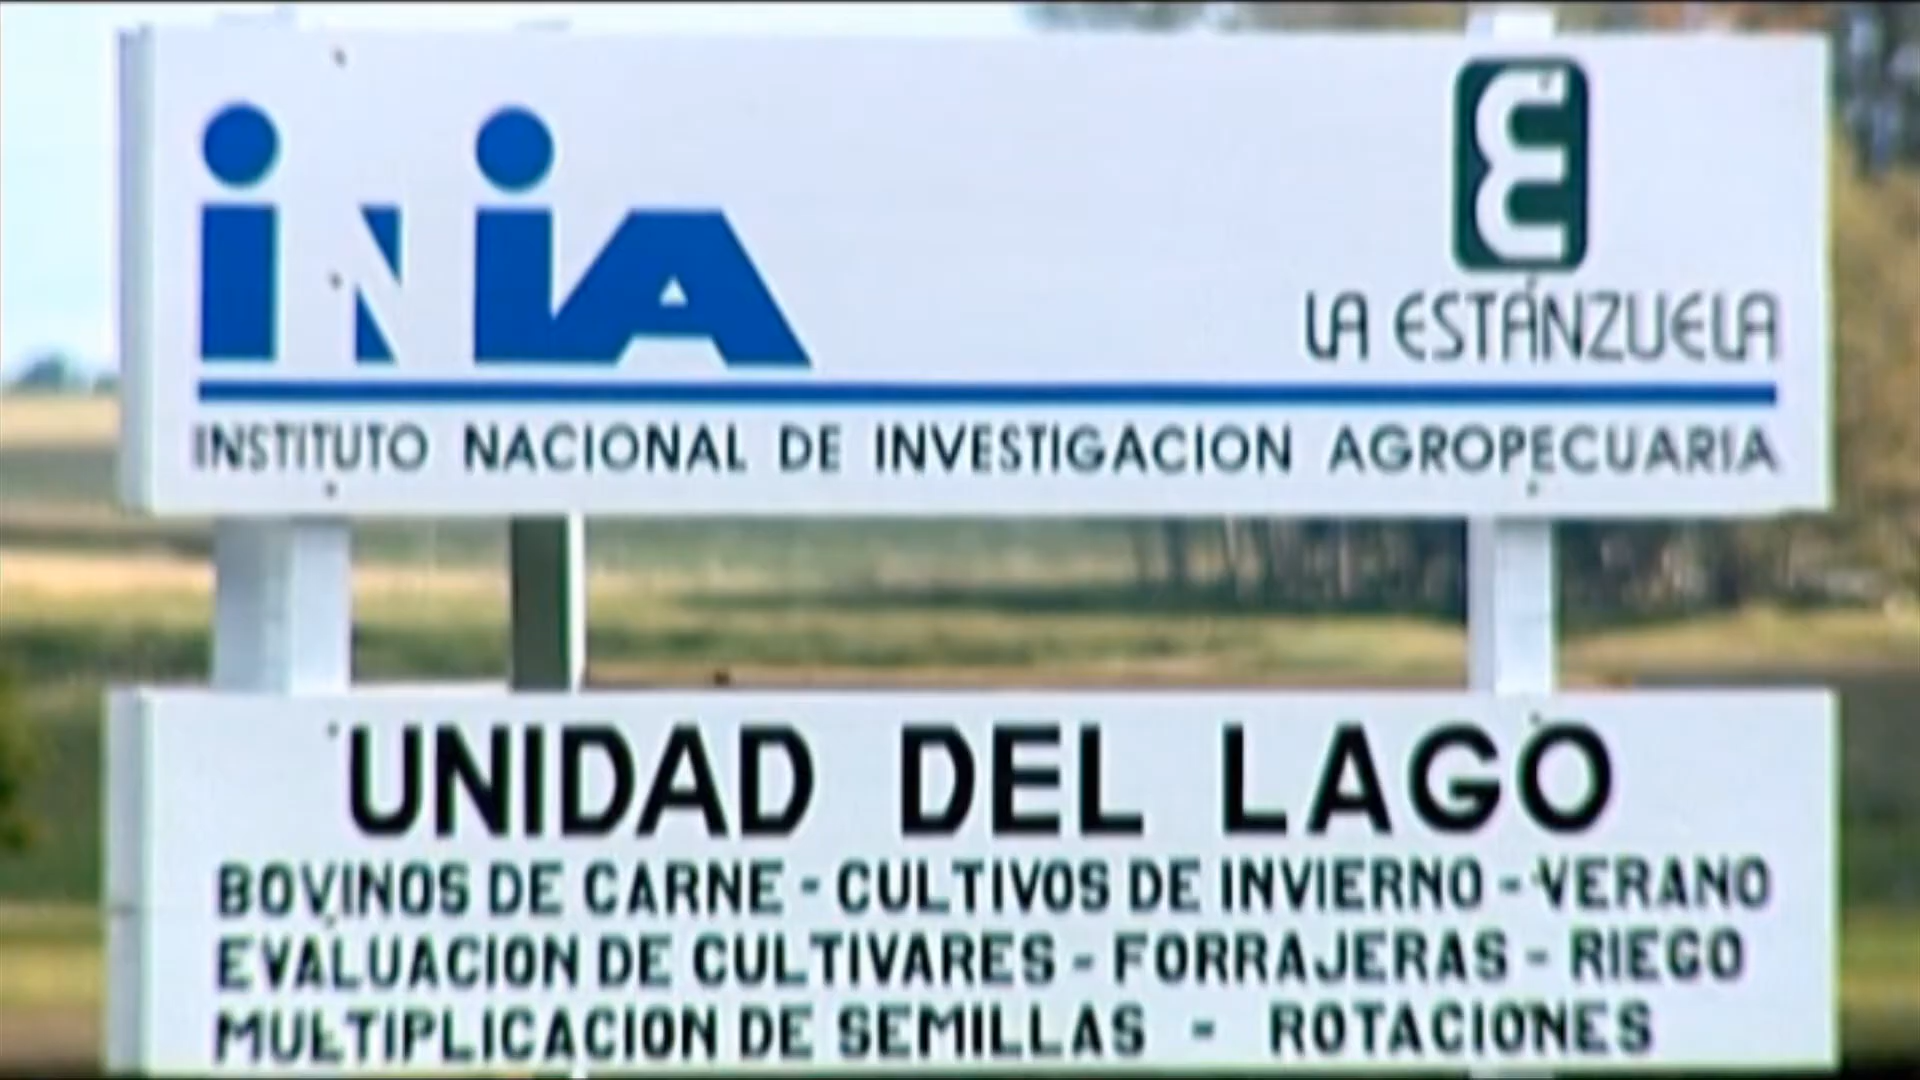 INIA
LA ESTANZUELA
INSTITUTO NACIONAL DE INVESTIGACION AGROPECUARIA
UNIDAD DEL LAGO
BOVINOS DE CARNE - CULTIVOS DE INVIERNO - VERANO
EVALUACION DE CULTIVARES - FORRAJERAS - RIEGO
MULTIPLICACION DE SEMILLAS - ROTACIONES